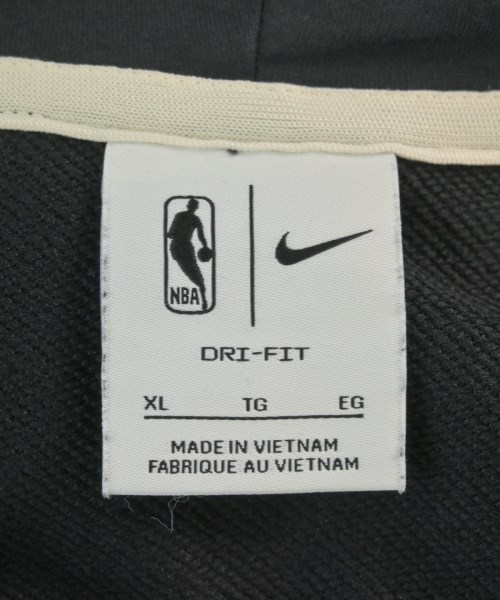 NBA
DRI-FIT
XL TG EG
MADE IN VIETNAM
FABRIQUE AU VIETNAM